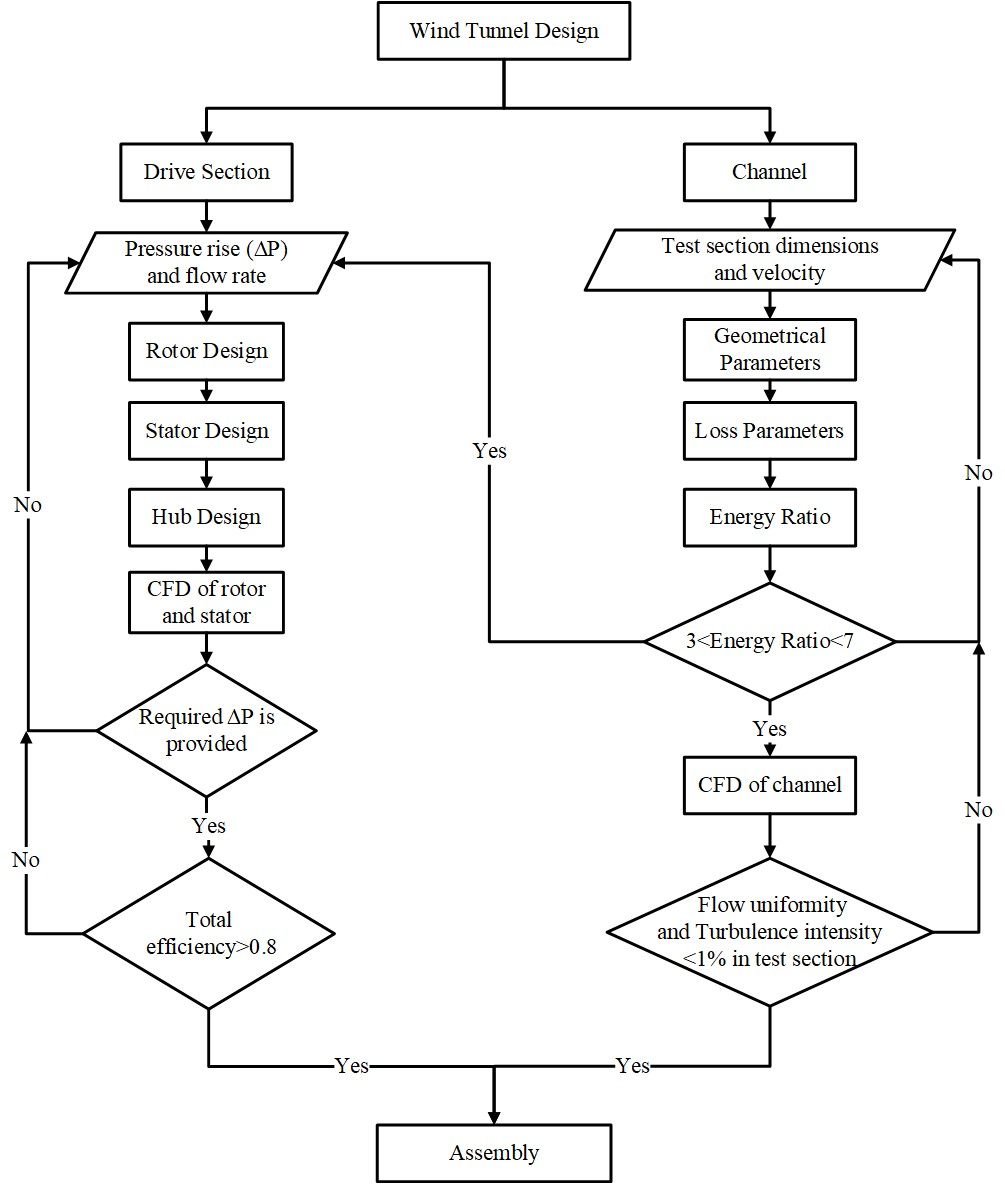 Wind Tunnel Design
Drive Section
Channel
Pressure rise (ΔP)
and flow rate
Test section dimensions
and velocity
Rotor Design
Geometrical
Parameters
Stator Design
Loss Parameters
Yes
No
No
Hub Design
Energy Ratio
CFD of rotor
and stator
3<Energy Ratio<7
Required ΔP is
provided
Yes
CFD of channel
No
Yes
No
Total
efficiency>0.8
Flow uniformity
and Turbulence intensity
<1% in test section
Yes
Yes
Assembly